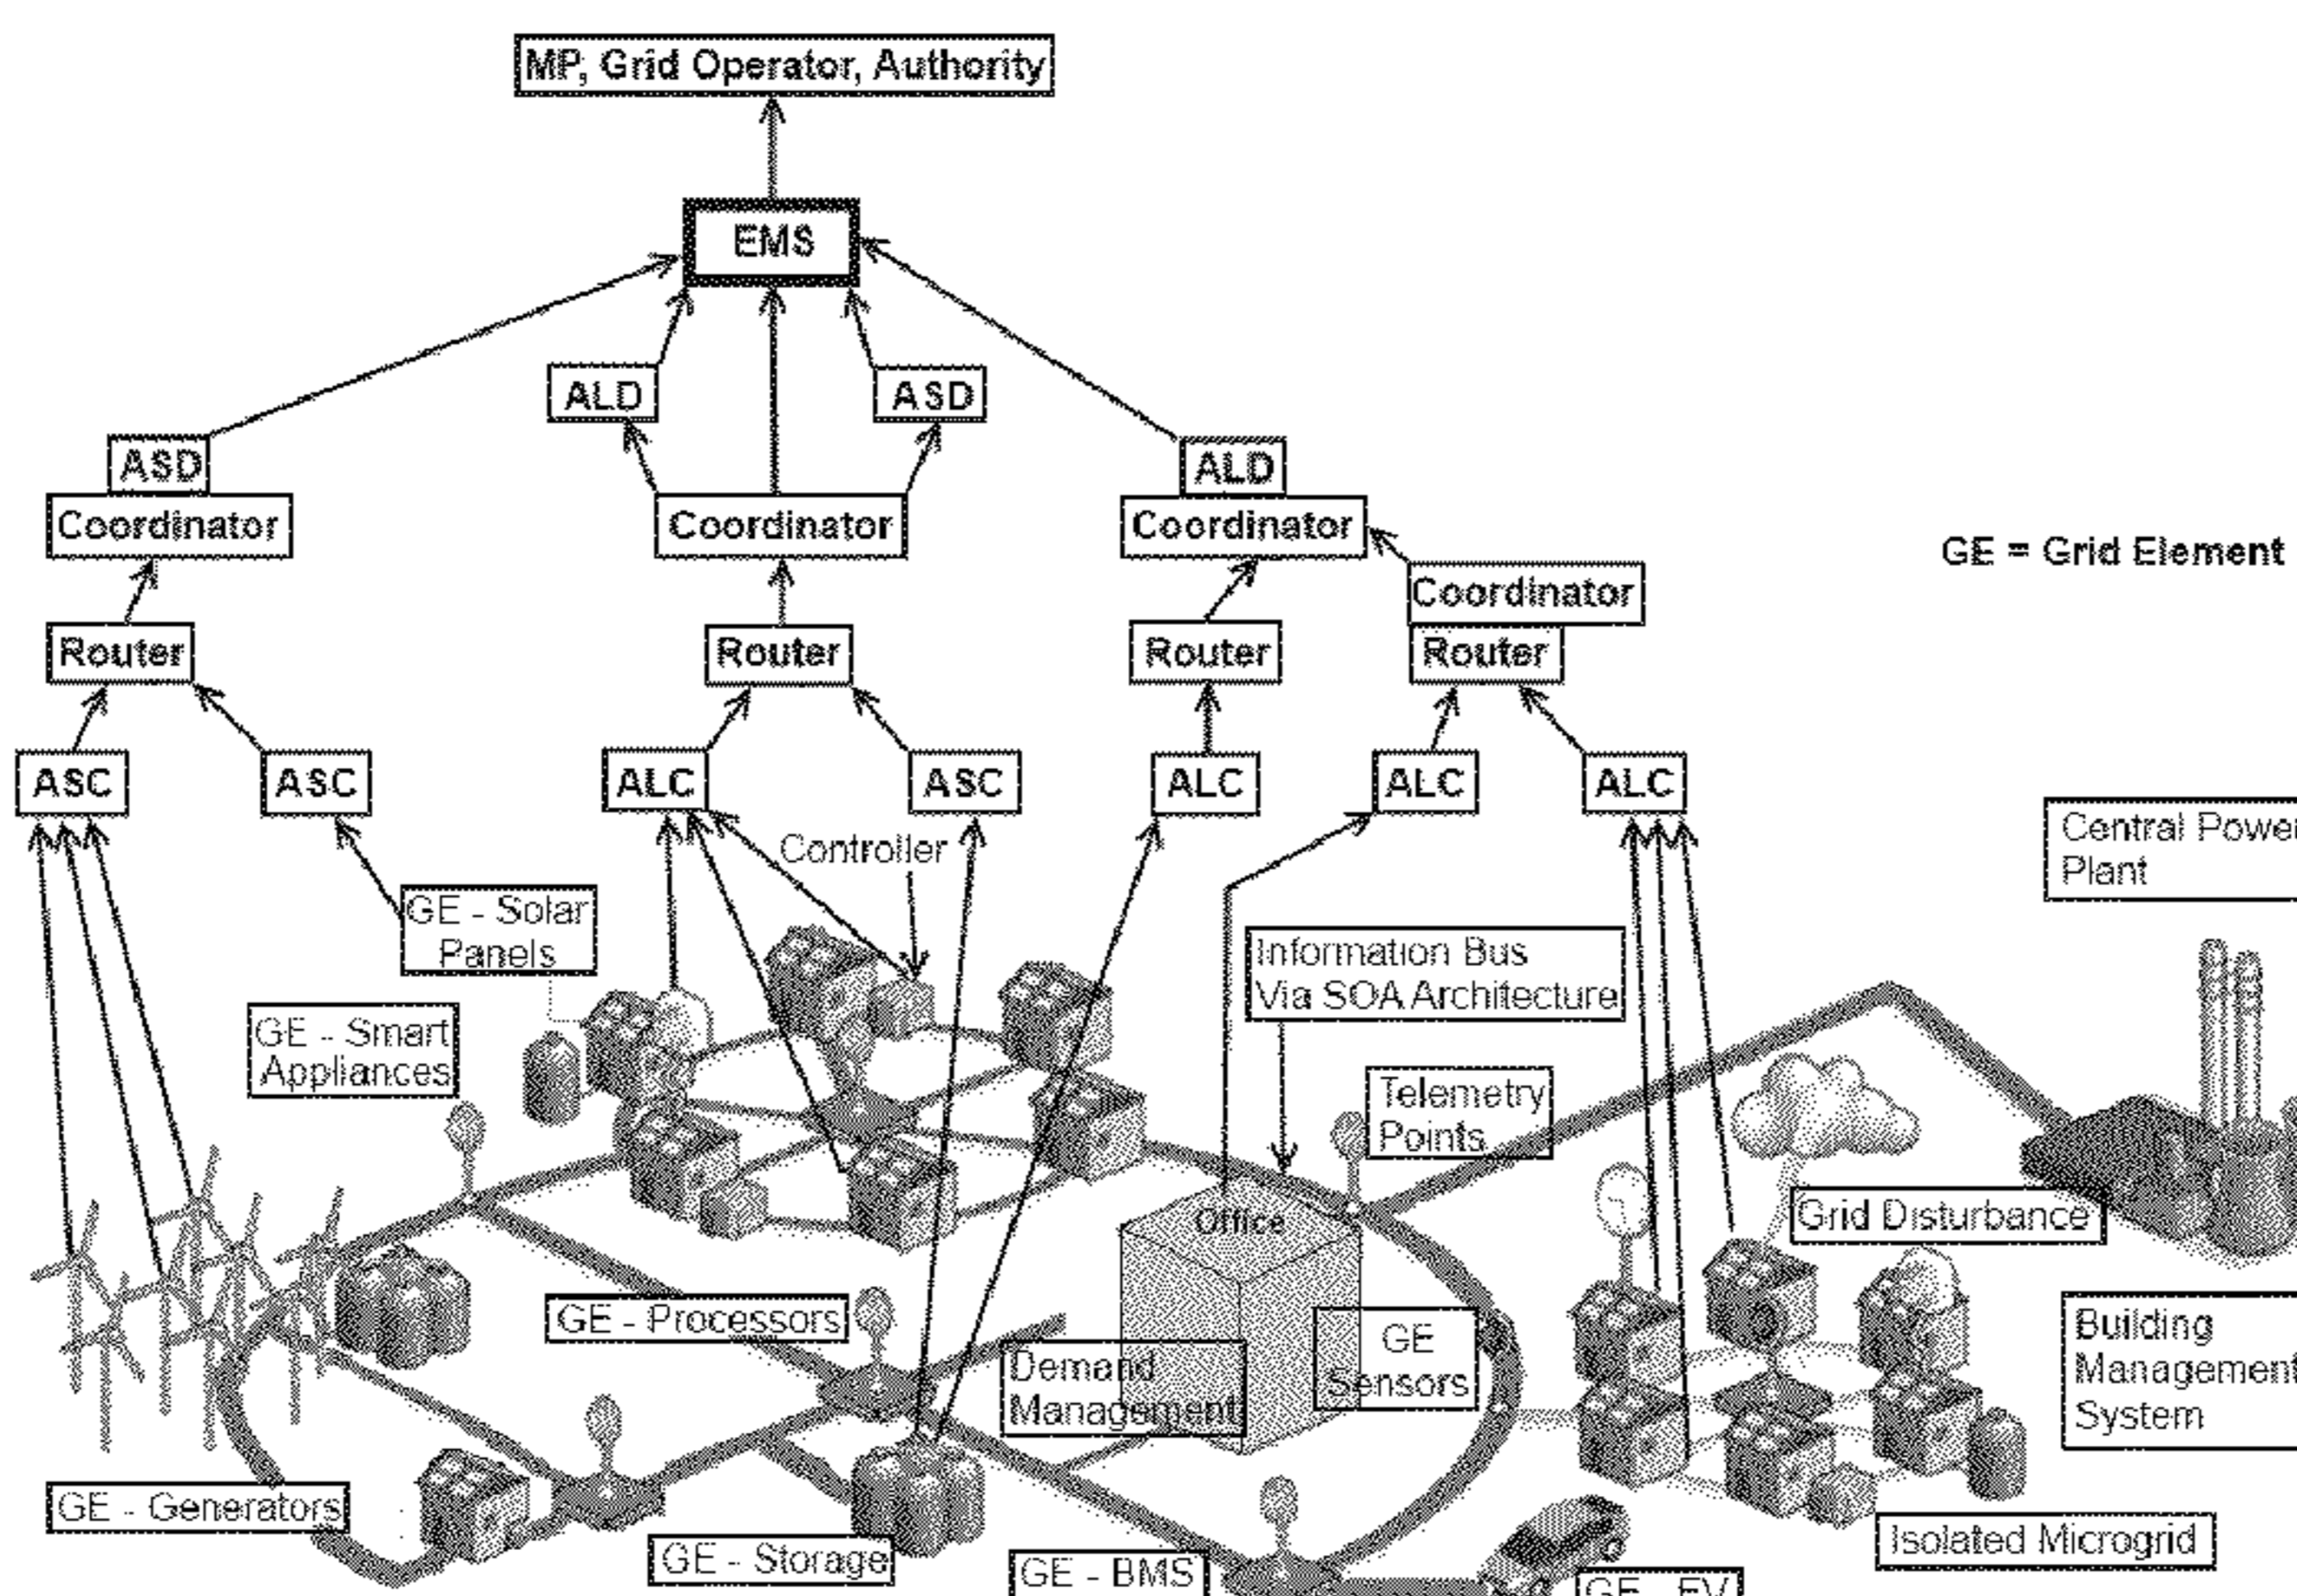 MP, Grid Operator, Authority
EMS
ALD
ASD
ASD
ALD
Coordinator
Coordinator
Coordinator
GE = Grid Element
Coordinator
Router
Router
Router
Router
ASC
ASC
ALC
ASC
ALC
ALC
ALC
Controller
Central Power
Plant
GE - Solar
Panels
Information Bus
Via SOA Architecture
GE - Smart
Appliances
Telemetry
Points
Office
Grid Disturbance
GE - Processors
GE
Sensors
Demand
Management
Building
Management
System
GE - Generators
GE - Storage
Isolated Microgrid
GE - BMS
GE - EV